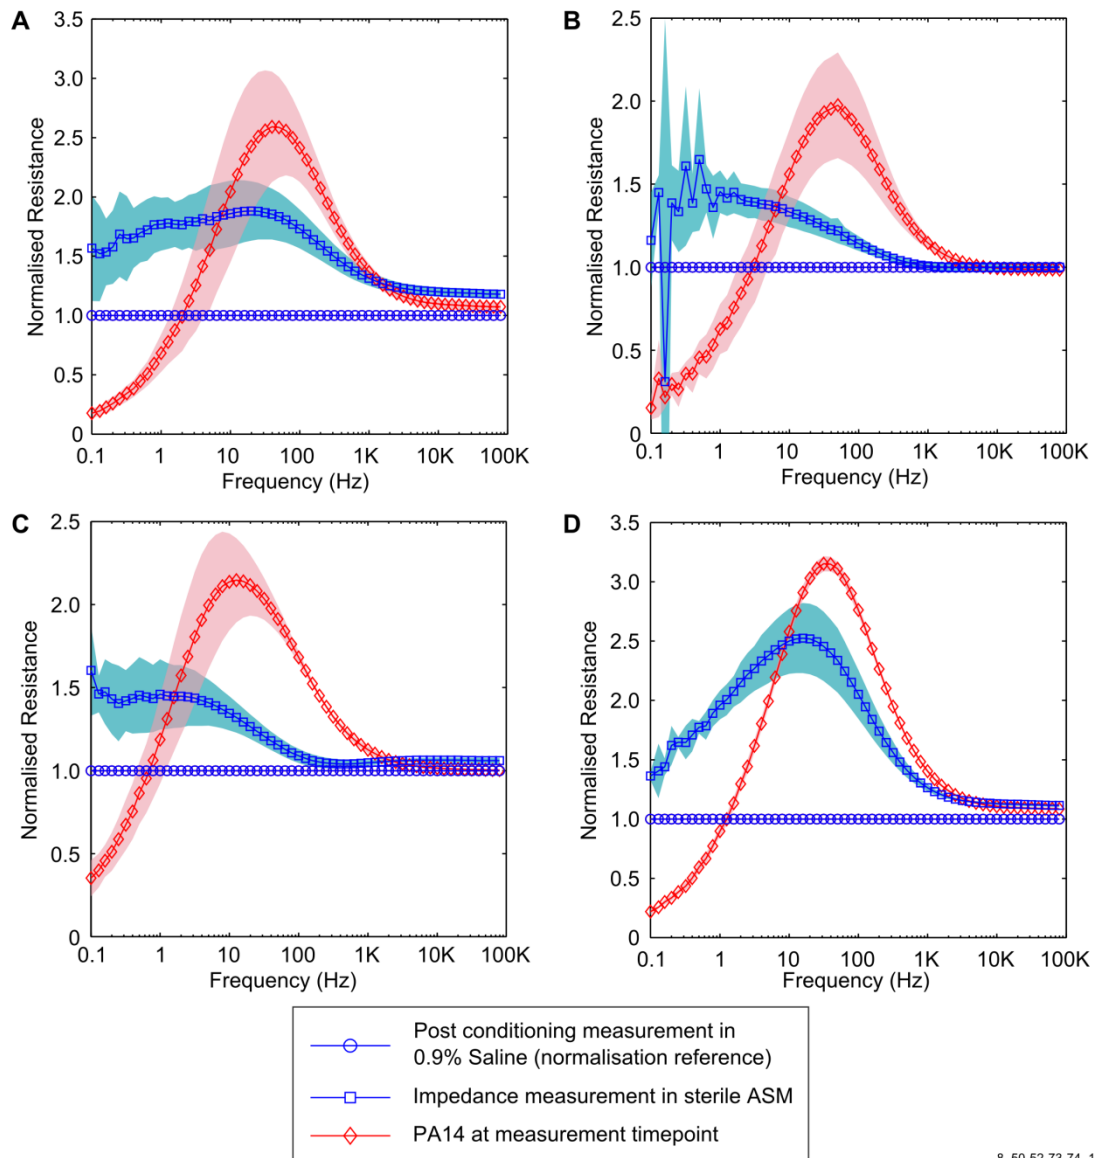 A
3.5
3.0
2.5
2.0
1.5
1.0
0.5
0
Normalised Resistance
0.1 1 10 100 1K 10K 100K
Frequency (Hz)
B
2.5
2.0
1.5
1.0
0.5
0
Normalised Resistance
0.1 1 10 100 1K 10K 100K
Frequency (Hz)
C
2.5
2.0
1.5
1.0
0.5
0
Normalised Resistance
0.1 1 10 100 1K 10K 100K
Frequency (Hz)
D
3.5
3.0
2.5
2.0
1.5
1.0
0.5
0
Normalised Resistance
0.1 1 10 100 1K 10K 100K
Frequency (Hz)
Post conditioning measurement in
0.9% Saline (normalisation reference)
Impedance measurement in sterile ASM
PA14 at measurement timepoint